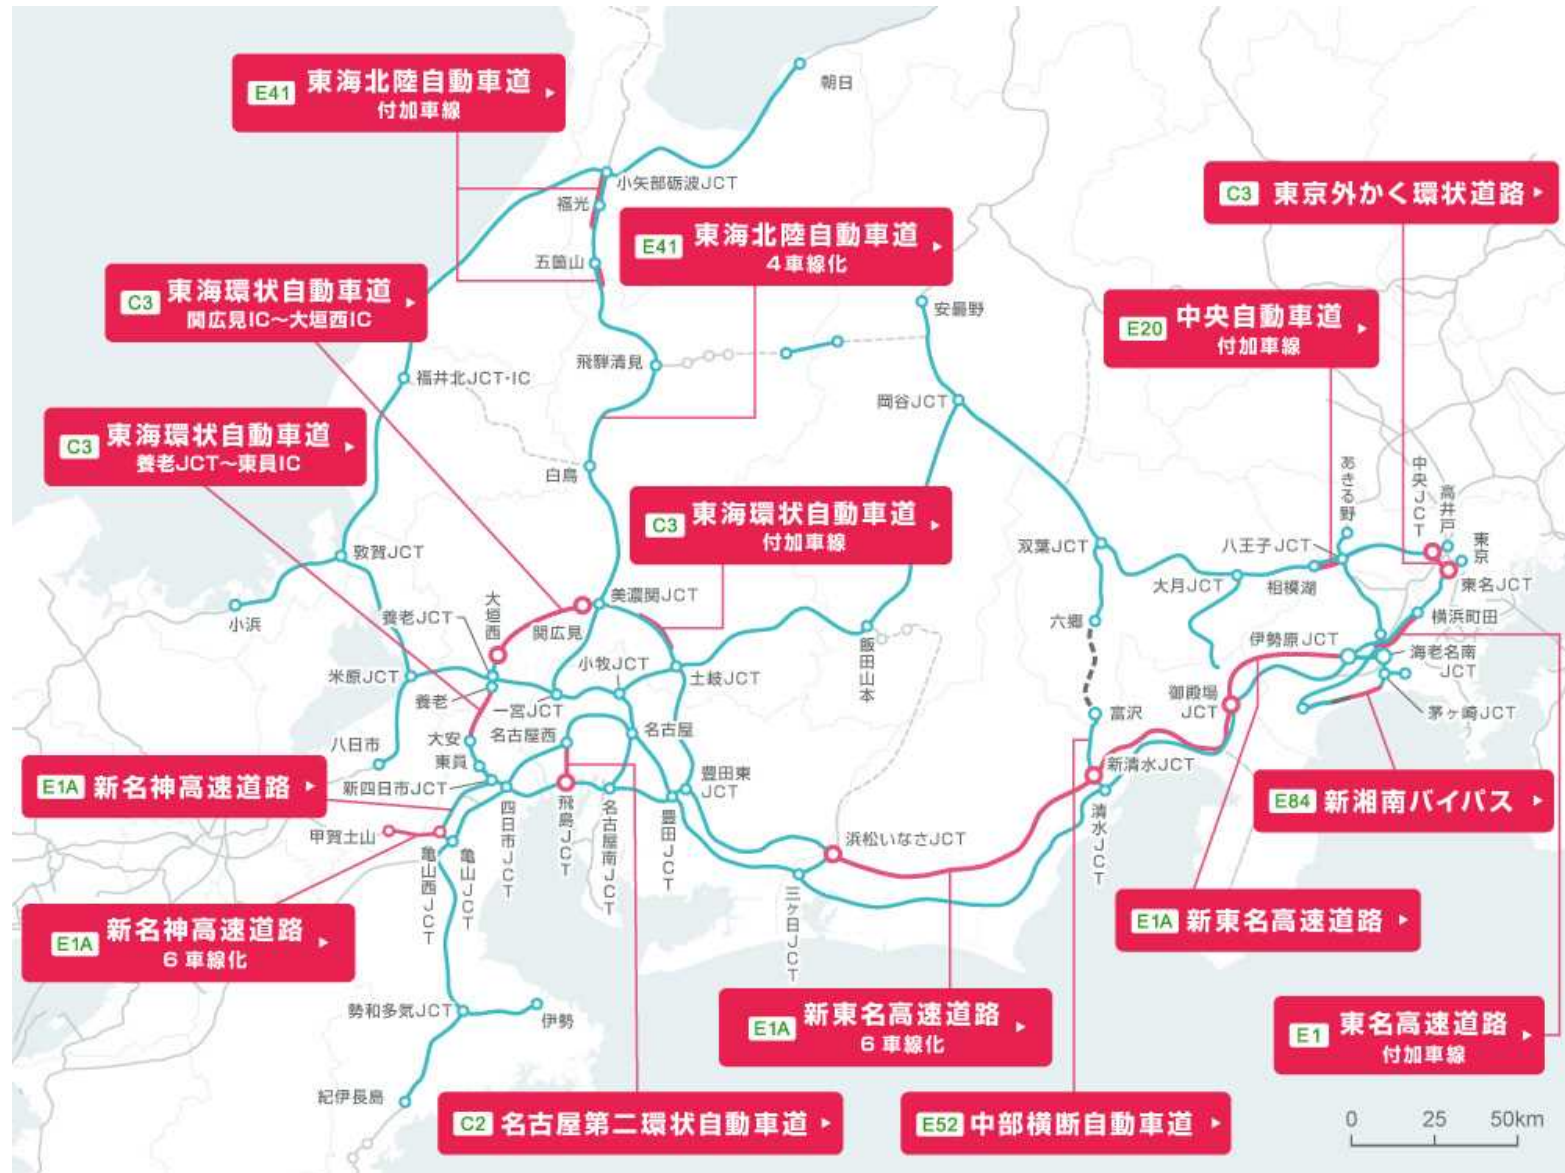 E41 東海北陸自動車道
付加車線
朝日
小矢部砺波JCT
福光
C3 東京外かく環状道路
E41 東海北陸自動車道
4車線化
五箇山
C3 東海環状自動車道
関広見IC〜大垣西IC
安曇野
E20 中央自動車道
付加車線
飛騨清見
福井北JCT・IC
岡谷JCT
C3 東海環状自動車道
養老JCT〜東員IC
白鳥
あきる野
中央JCT
高井戸
東京
C3 東海環状自動車道
付加車線
敦賀JCT
双葉JCT
八王子JCT
大月JCT
相模湖
東名JCT
小浜
大垣西
養老JCT
関広見
美濃関JCT
六郷
横浜町田
伊勢原JCT
海老名南
JCT
飯田山本
米原JCT
小牧JCT
土岐JCT
養老
一宮JCT
御殿場
JCT
富沢
茅ヶ崎JCT
大安
名古屋西
名古屋
八日市
東員
新四日市JCT
豊田東
JCT
新清水JCT
E1A 新名神高速道路
E84 新湘南バイパス
甲賀土山
亀山西JCT
亀山JCT
四日市JCT
飛島JCT
名古屋南JCT
豊田JCT
浜松いなさJCT
清水JCT
三ヶ日JCT
E1A 新名神高速道路
6車線化
E1A 新東名高速道路
勢和多気JCT
伊勢
E1A 新東名高速道路
6車線化
E1 東名高速道路
付加車線
紀伊長島
C2 名古屋第二環状自動車道
E52 中部横断自動車道
0 25 50km